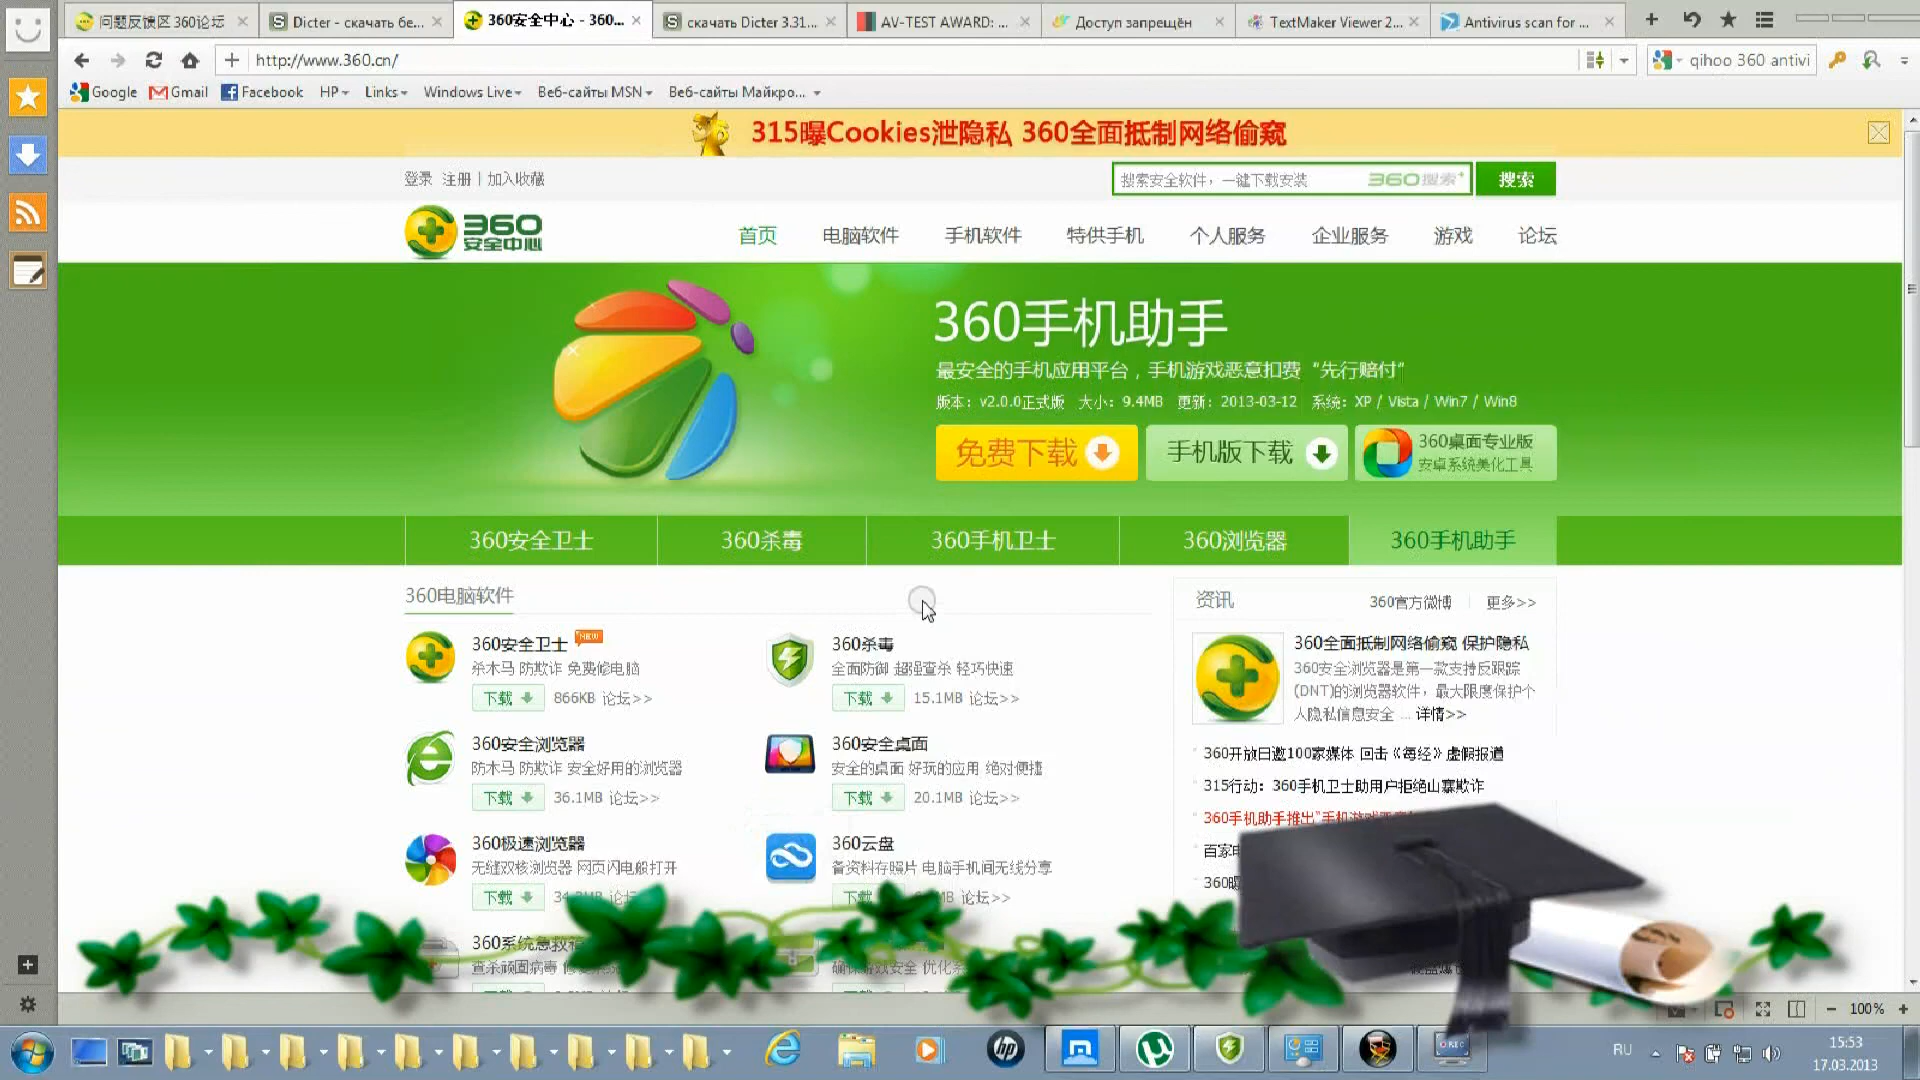 问题反馈区 360论坛
Dicter - скачать бе...
360安全中心 - 360...
скачать Dicter 3.31...
AV-TEST AWARD: ...
Доступ запрещён
TextMaker Viewer 2...
Antivirus scan for ...
http://www.360.cn/
qihoo 360 antivi
Google Gmail Facebook HP Links Windows Live Веб-сайты MSN Веб-сайты Майкро...
315曝Cookies泄隐私 360全面抵制网络偷窥
登录 注册 | 加入收藏
搜索安全软件，一键下载安装 360搜索+ 搜索
360
安全中心
首页 电脑软件 手机软件 特供手机 个人服务 企业服务 游戏 论坛
360手机助手
最安全的手机应用平台，手机游戏恶意扣费“先行赔付”
版本：v2.0.0正式版 大小：9.4MB 更新：2013-03-12 系统：XP / Vista / Win7 / Win8
免费下载 手机版下载
360桌面专业版
安卓系统美化工具
360安全卫士 360杀毒 360手机卫士 360浏览器 360手机助手
360电脑软件
360安全卫士 NEW
杀木马 防欺诈 免费修电脑
下载 866KB 论坛>>
360杀毒
全面防御 超强查杀 轻巧快速
下载 15.1MB 论坛>>
360安全浏览器
防木马 防欺诈 安全好用的浏览器
下载 36.1MB 论坛>>
360安全桌面
安全的桌面 好玩的应用 绝对便捷
下载 20.1MB 论坛>>
360极速浏览器
无缝双核浏览器 网页闪电般打开
下载
360云盘
备资料存照片 电脑手机间无线分享
下载 MB 论坛>>
360系统急救箱
查杀顽固病毒
资讯 360官方微博 更多>>
360全面抵制网络偷窥 保护隐私
360安全浏览器是第一款支持反跟踪
(DNT)的浏览器软件，最大限度保护个
人隐私信息安全 ... 详情>>
360开放日邀100家媒体 回击《每经》虚假报道
315行动：360手机卫士助用户拒绝山寨欺诈
360手机助手推出“手机游戏
百家
360
100%
RU
15:53
17.03.2013